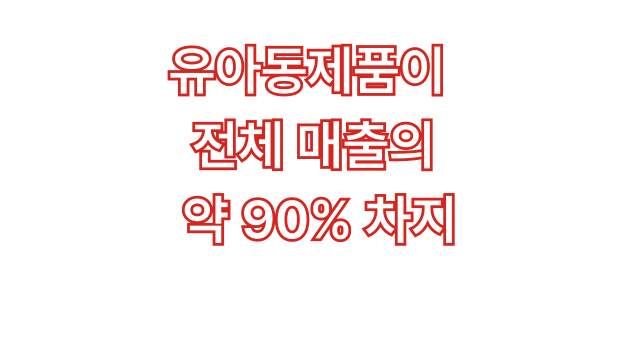 유아동제품이
전체 매출의
약 90% 차지